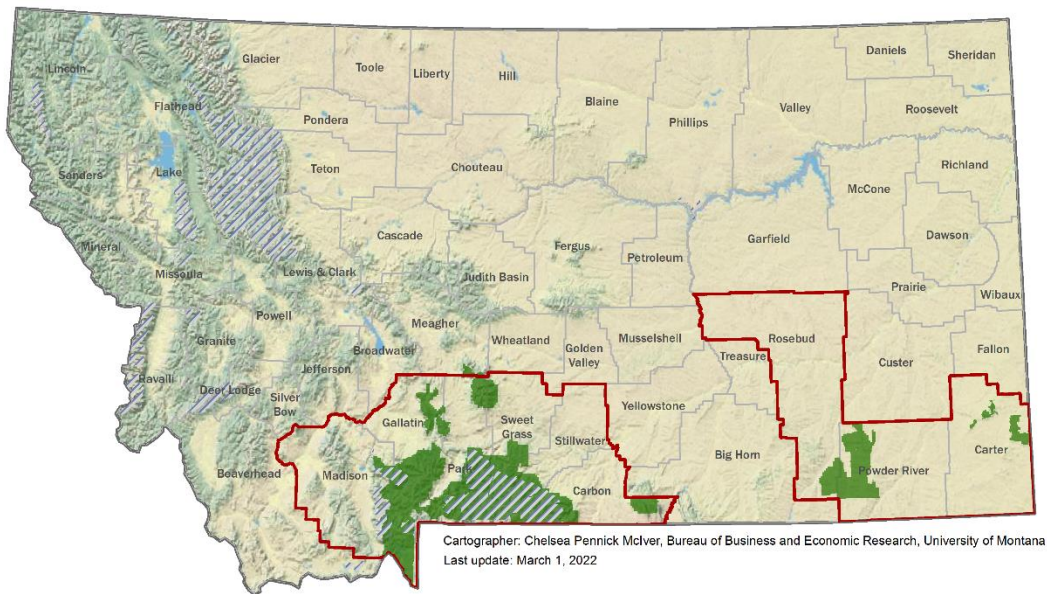 Lincoln
Flathead
Glacier
Toole
Liberty
Hill
Blaine
Phillips
Valley
Daniels
Sheridan
Roosevelt
Pondera
Teton
Chouteau
Richland
McCone
Lake
Sanders
Cascade
Fergus
Petroleum
Garfield
Dawson
Mineral
Missoula
Lewis & Clark
Judith Basin
Prairie
Wibaux
Powell
Granite
Meagher
Broadwater
Wheatland
Golden
Valley
Musselshell
Treasure
Rosebud
Custer
Fallon
Ravalli
Deer Lodge
Jefferson
Silver
Bow
Gallatin
Sweet
Grass
Stillwater
Yellowstone
Big Horn
Carter
Beaverhead
Madison
Park
Carbon
Powder River
Cartographer: Chelsea Pennick McIver, Bureau of Business and Economic Research, University of Montana
Last update: March 1, 2022